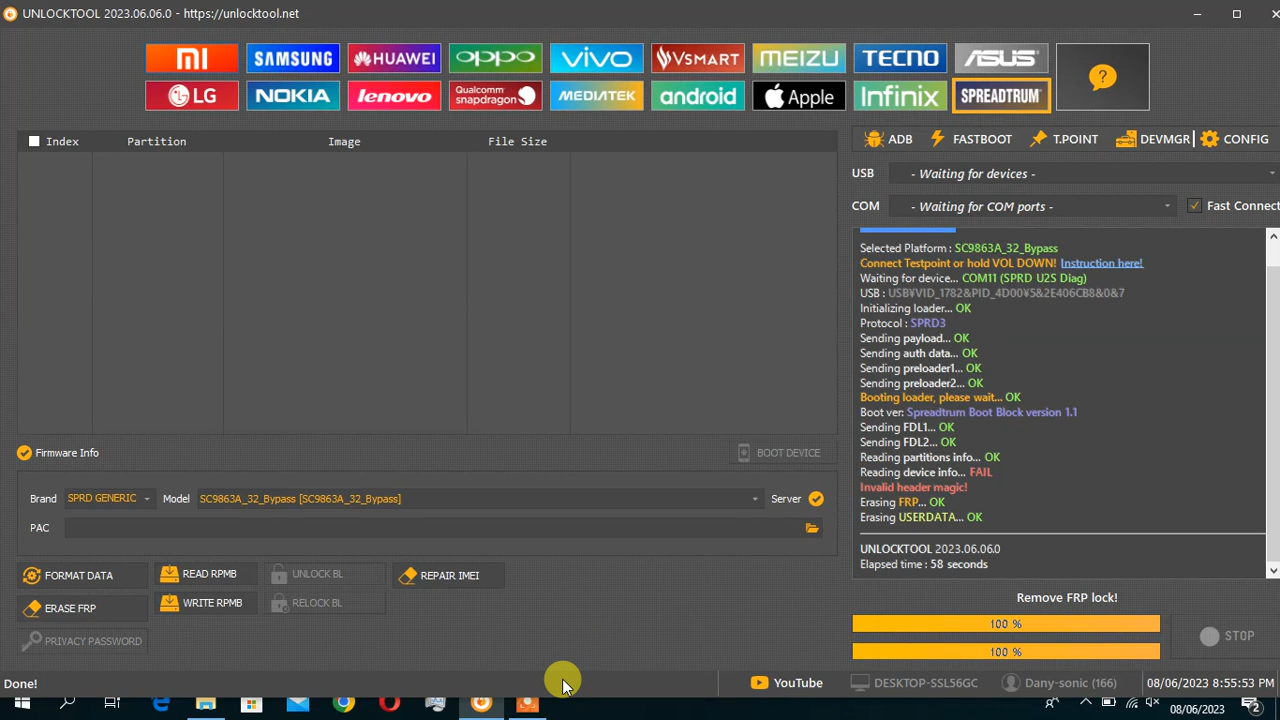 UNLOCKTOOL 2023.06.06.0 - https://unlocktool.net
mi SAMSUNG HUAWEI oppo vivo VSMART MEIZU TECNO ASUS ?
LG NOKIA lenovo Qualcomm snapdragon MEDIATEK android Apple Infinix SPREADTRUM
Index Partition Image File Size
ADB FASTBOOT T.POINT DEVMGR CONFIG
USB - Waiting for devices -
COM - Waiting for COM ports - Fast Connect
Selected Platform : SC9863A_32_Bypass
Connect Testpoint or hold VOL DOWN! Instruction here!
Waiting for device... COM11 (SPRD U2S Diag)
USB : USB¥VID_1782&PID_4D00¥5&2E406CB8&0&7
Initializing loader... OK
Protocol : SPRD3
Sending payload... OK
Sending auth data... OK
Sending preloader1... OK
Sending preloader2... OK
Booting loader, please wait... OK
Boot ver: Spreadtrum Boot Block version 1.1
Sending FDL1... OK
Sending FDL2... OK
Reading partitions info... OK
Reading device info... FAIL
Invalid header magic!
Erasing FRP... OK
Erasing USERDATA... OK
UNLOCKTOOL 2023.06.06.0
Elapsed time : 58 seconds
Firmware Info BOOT DEVICE
Brand SPRD GENERIC Model SC9863A_32_Bypass [SC9863A_32_Bypass] Server
PAC
FORMAT DATA READ RPMB UNLOCK BL REPAIR IMEI
ERASE FRP WRITE RPMB RELOCK BL
PRIVACY PASSWORD
Remove FRP lock!
100 %
100 %
STOP
Done! YouTube DESKTOP-SSL56GC Dany-sonic (166) 08/06/2023 8:55:53 PM
08/06/2023 2